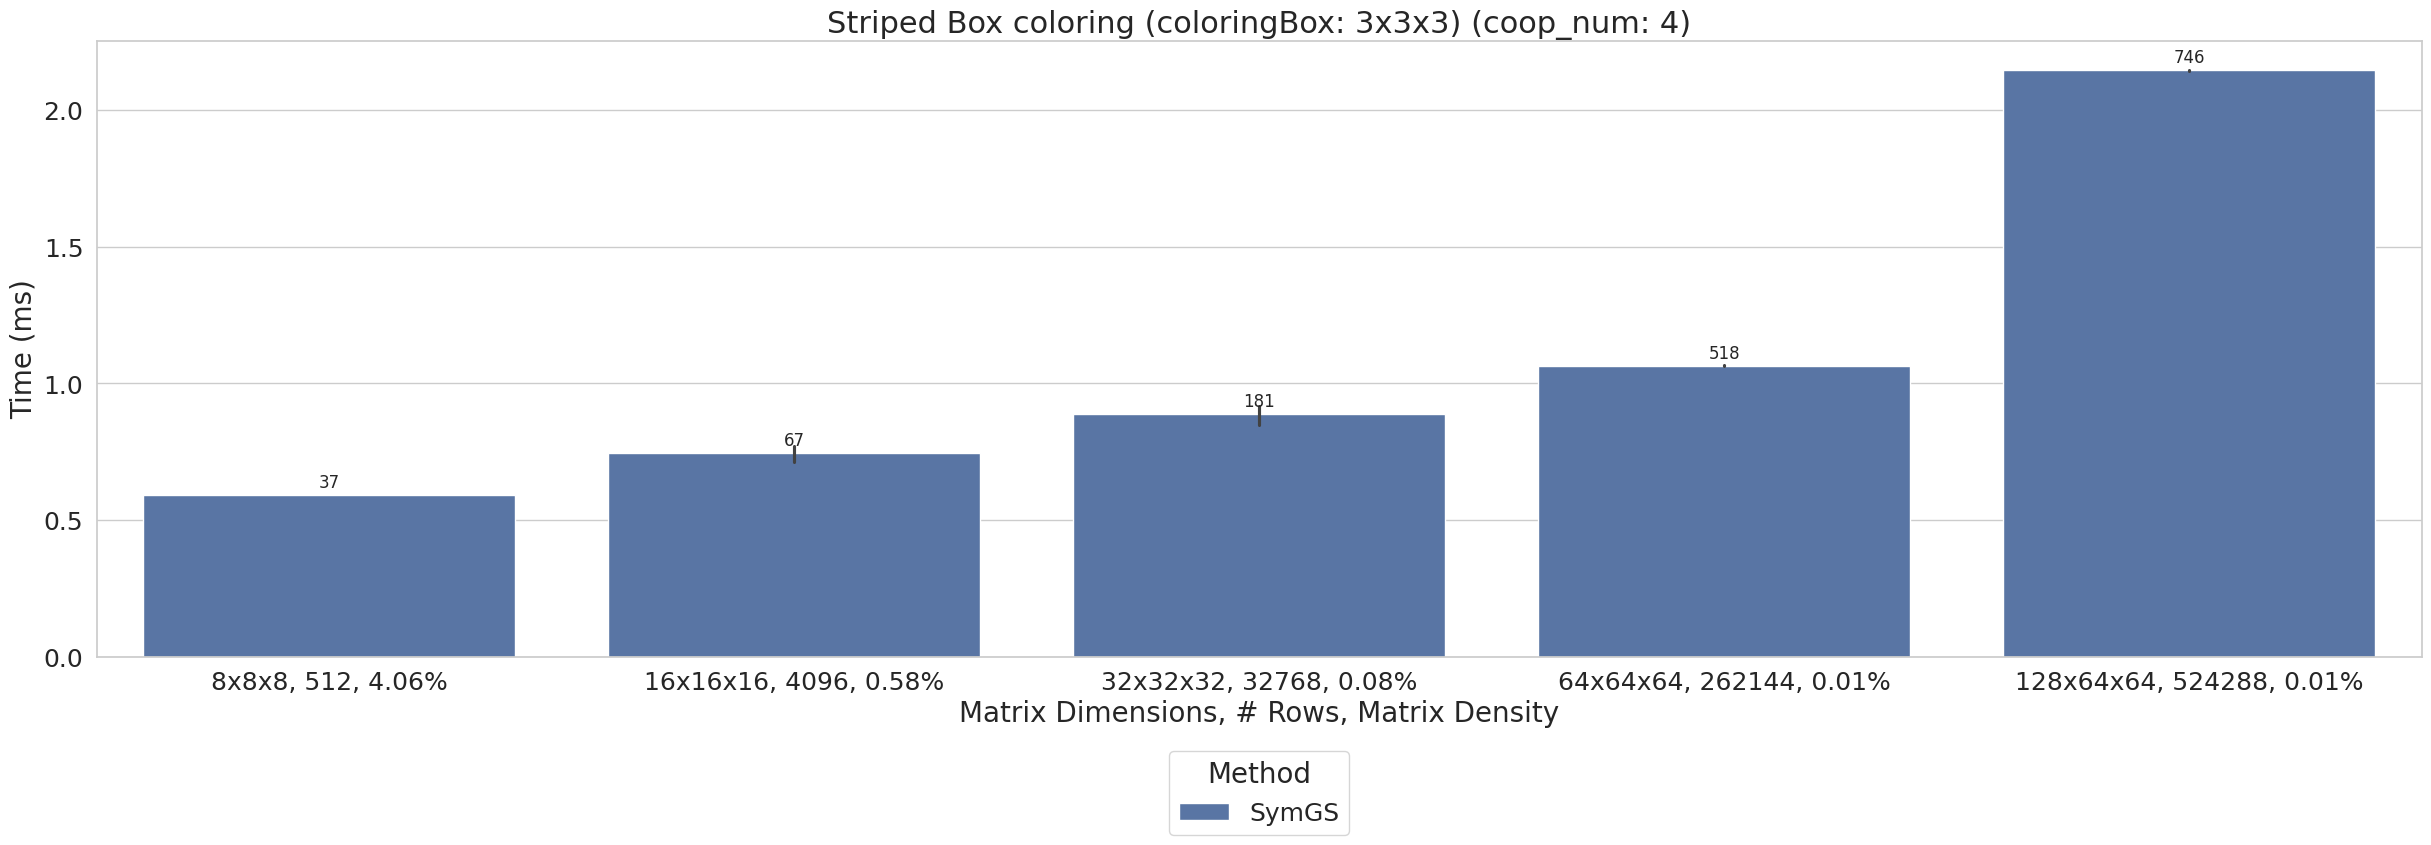 Striped Box coloring (coloringBox: 3x3x3) (coop_num: 4)
746
2.0
1.5
518
1.0
181
67
37
0.5
0.0
Time (ms)
8x8x8, 512, 4.06%
16x16x16, 4096, 0.58%
32x32x32, 32768, 0.08%
64x64x64, 262144, 0.01%
128x64x64, 524288, 0.01%
Matrix Dimensions, # Rows, Matrix Density
Method
SymGS